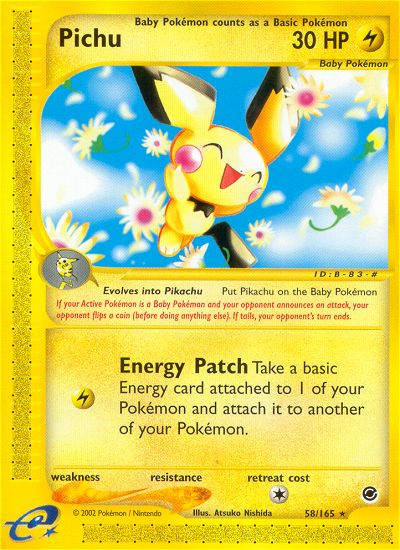 Baby Pokémon counts as a Basic Pokémon
Pichu 30 HP
Baby Pokémon
ID:B-83-#
Evolves into Pikachu Put Pikachu on the Baby Pokémon
If your Active Pokémon is a Baby Pokémon and your opponent announces an attack, your
opponent flips a coin (before doing anything else). If tails, your opponent's turn ends.
Energy Patch Take a basic
Energy card attached to 1 of your
Pokémon and attach it to another
of your Pokémon.
weakness resistance retreat cost
© 2002 Pokémon / Nintendo Illus. Atsuko Nishida 58/165 ★
e